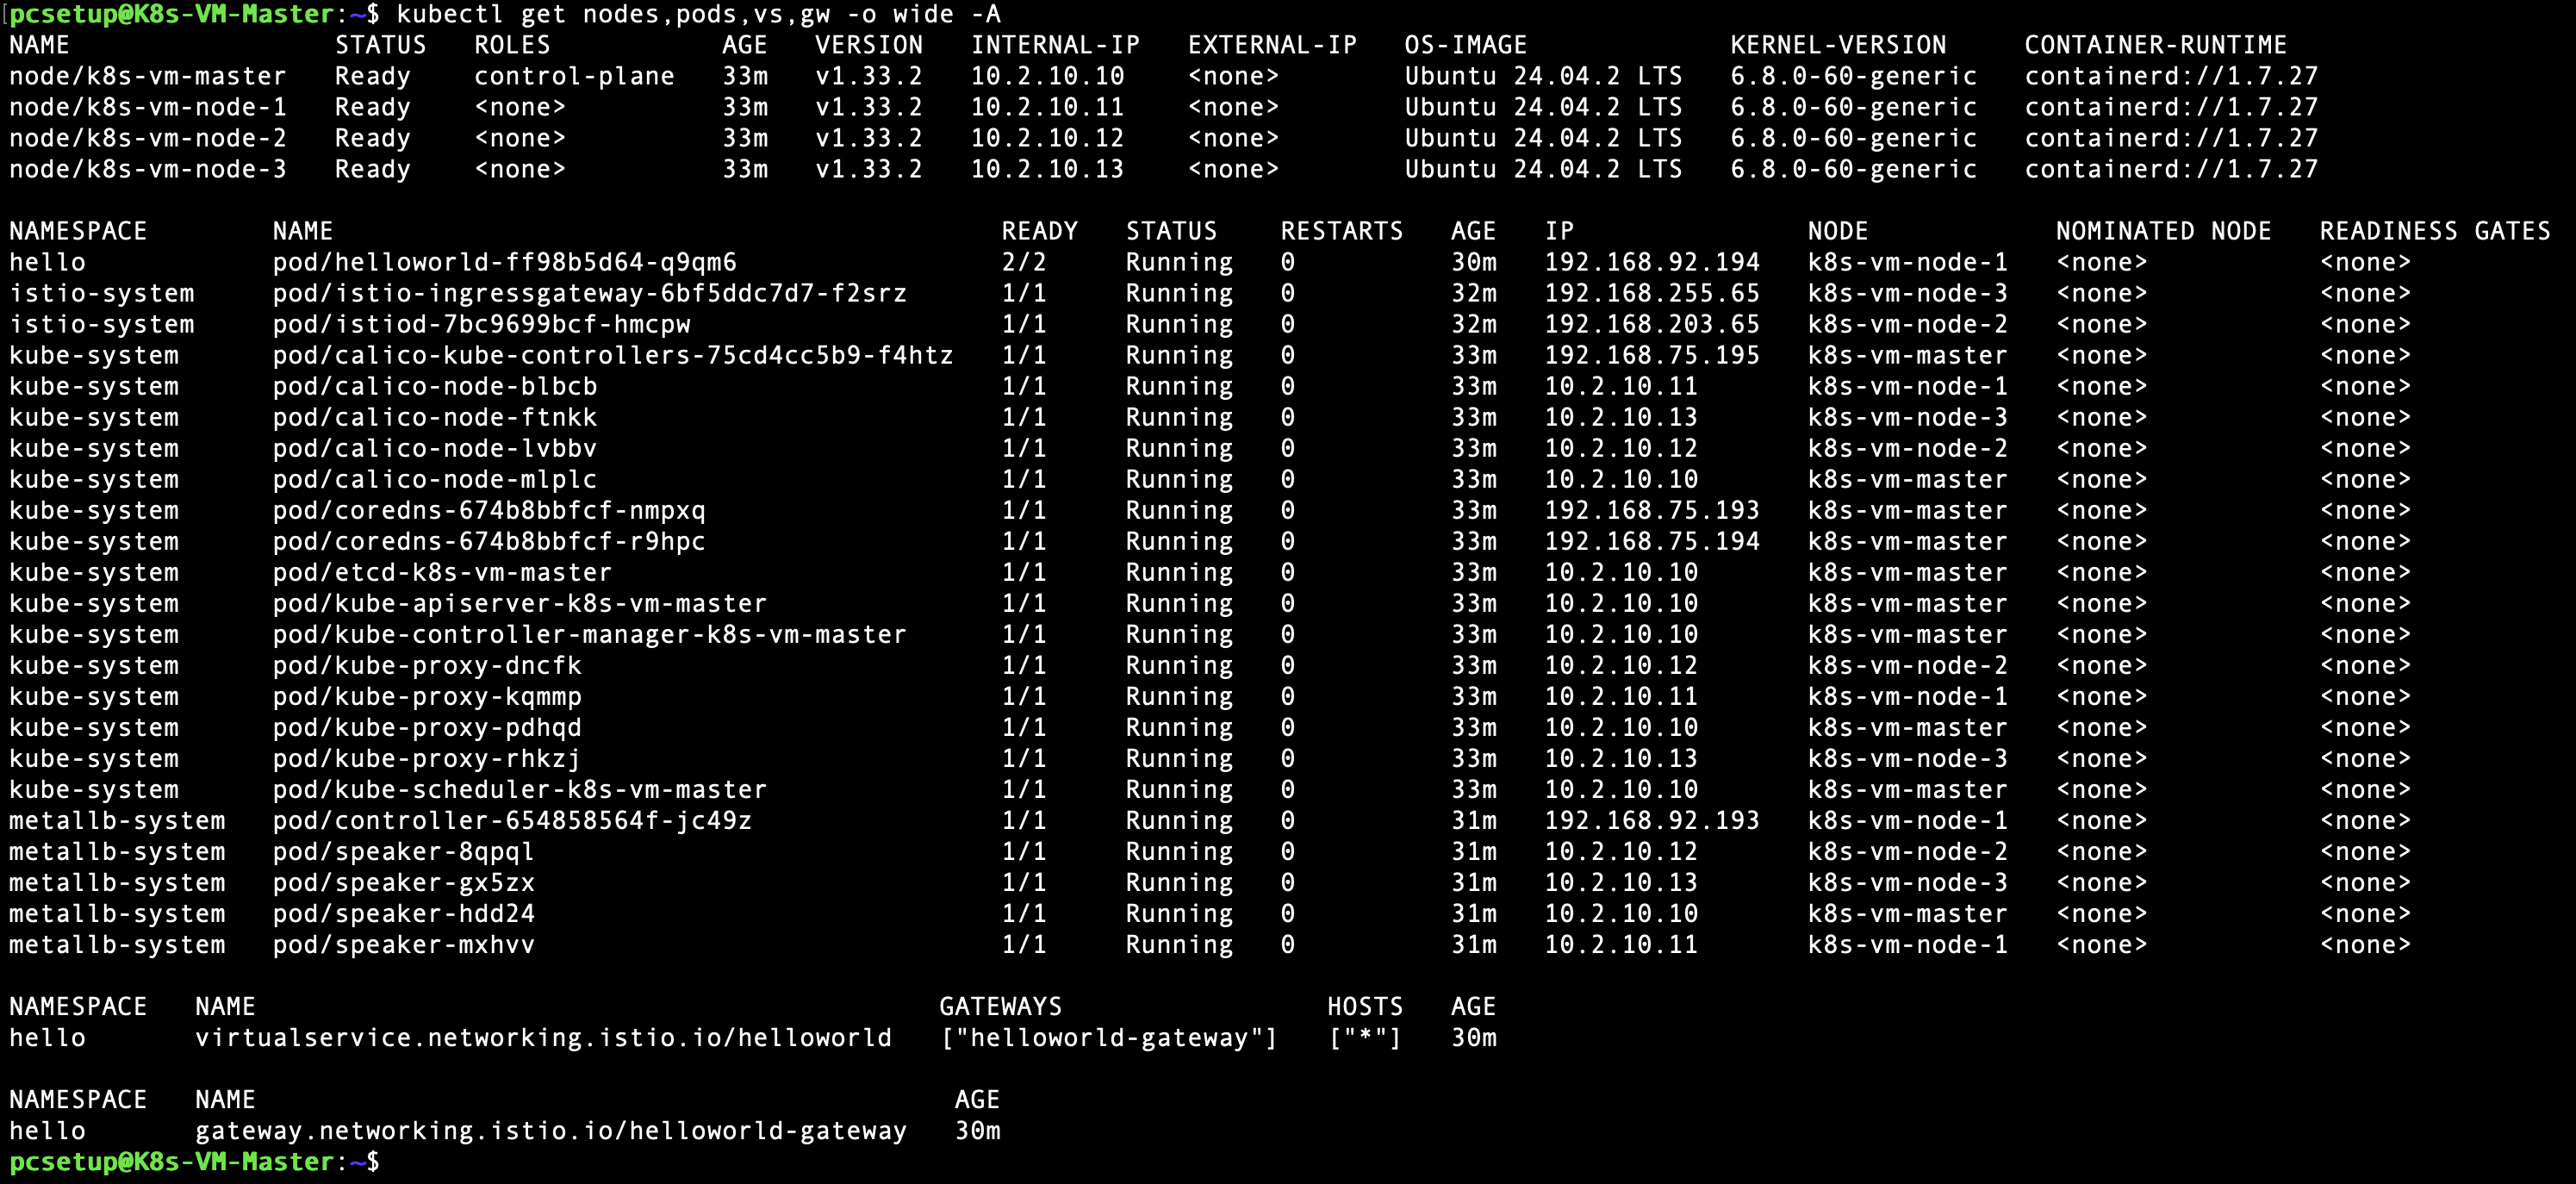 [pcsetup@K8s-VM-Master:~$ kubectl get nodes,pods,vs,gw -o wide -A
NAME                 STATUS   ROLES           AGE   VERSION   INTERNAL-IP   EXTERNAL-IP   OS-IMAGE             KERNEL-VERSION     CONTAINER-RUNTIME
node/k8s-vm-master   Ready    control-plane   33m   v1.33.2   10.2.10.10    <none>        Ubuntu 24.04.2 LTS   6.8.0-60-generic   containerd://1.7.27
node/k8s-vm-node-1   Ready    <none>          33m   v1.33.2   10.2.10.11    <none>        Ubuntu 24.04.2 LTS   6.8.0-60-generic   containerd://1.7.27
node/k8s-vm-node-2   Ready    <none>          33m   v1.33.2   10.2.10.12    <none>        Ubuntu 24.04.2 LTS   6.8.0-60-generic   containerd://1.7.27
node/k8s-vm-node-3   Ready    <none>          33m   v1.33.2   10.2.10.13    <none>        Ubuntu 24.04.2 LTS   6.8.0-60-generic   containerd://1.7.27
NAMESPACE        NAME                                           READY   STATUS    RESTARTS   AGE   IP               NODE            NOMINATED NODE   READINESS GATES
hello            pod/helloworld-ff98b5d64-q9qm6                 2/2     Running   0          30m   192.168.92.194   k8s-vm-node-1   <none>           <none>
istio-system     pod/istio-ingressgateway-6bf5ddc7d7-f2srz      1/1     Running   0          32m   192.168.255.65   k8s-vm-node-3   <none>           <none>
istio-system     pod/istiod-7bc9699bcf-hmcpw                    1/1     Running   0          32m   192.168.203.65   k8s-vm-node-2   <none>           <none>
kube-system      pod/calico-kube-controllers-75cd4cc5b9-f4htz   1/1     Running   0          33m   192.168.75.195   k8s-vm-master   <none>           <none>
kube-system      pod/calico-node-blbcb                          1/1     Running   0          33m   10.2.10.11       k8s-vm-node-1   <none>           <none>
kube-system      pod/calico-node-ftnkk                          1/1     Running   0          33m   10.2.10.13       k8s-vm-node-3   <none>           <none>
kube-system      pod/calico-node-lvbbv                          1/1     Running   0          33m   10.2.10.12       k8s-vm-node-2   <none>           <none>
kube-system      pod/calico-node-mlplc                          1/1     Running   0          33m   10.2.10.10       k8s-vm-master   <none>           <none>
kube-system      pod/coredns-674b8bbfcf-nmpxq                   1/1     Running   0          33m   192.168.75.193   k8s-vm-master   <none>           <none>
kube-system      pod/coredns-674b8bbfcf-r9hpc                   1/1     Running   0          33m   192.168.75.194   k8s-vm-master   <none>           <none>
kube-system      pod/etcd-k8s-vm-master                         1/1     Running   0          33m   10.2.10.10       k8s-vm-master   <none>           <none>
kube-system      pod/kube-apiserver-k8s-vm-master               1/1     Running   0          33m   10.2.10.10       k8s-vm-master   <none>           <none>
kube-system      pod/kube-controller-manager-k8s-vm-master      1/1     Running   0          33m   10.2.10.10       k8s-vm-master   <none>           <none>
kube-system      pod/kube-proxy-dncfk                           1/1     Running   0          33m   10.2.10.12       k8s-vm-node-2   <none>           <none>
kube-system      pod/kube-proxy-kqmmp                           1/1     Running   0          33m   10.2.10.11       k8s-vm-node-1   <none>           <none>
kube-system      pod/kube-proxy-pdhqd                           1/1     Running   0          33m   10.2.10.10       k8s-vm-master   <none>           <none>
kube-system      pod/kube-proxy-rhkzj                           1/1     Running   0          33m   10.2.10.13       k8s-vm-node-3   <none>           <none>
kube-system      pod/kube-scheduler-k8s-vm-master               1/1     Running   0          33m   10.2.10.10       k8s-vm-master   <none>           <none>
metallb-system   pod/controller-654858564f-jc49z                1/1     Running   0          31m   192.168.92.193   k8s-vm-node-1   <none>           <none>
metallb-system   pod/speaker-8qpql                              1/1     Running   0          31m   10.2.10.12       k8s-vm-node-2   <none>           <none>
metallb-system   pod/speaker-gx5zx                              1/1     Running   0          31m   10.2.10.13       k8s-vm-node-3   <none>           <none>
metallb-system   pod/speaker-hdd24                              1/1     Running   0          31m   10.2.10.10       k8s-vm-master   <none>           <none>
metallb-system   pod/speaker-mxhvv                              1/1     Running   0          31m   10.2.10.11       k8s-vm-node-1   <none>           <none>
NAMESPACE   NAME                                            GATEWAYS                 HOSTS   AGE
hello       virtualservice.networking.istio.io/helloworld   ["helloworld-gateway"]   ["*"]   30m
NAMESPACE   NAME                                             AGE
hello       gateway.networking.istio.io/helloworld-gateway   30m
pcsetup@K8s-VM-Master:~$